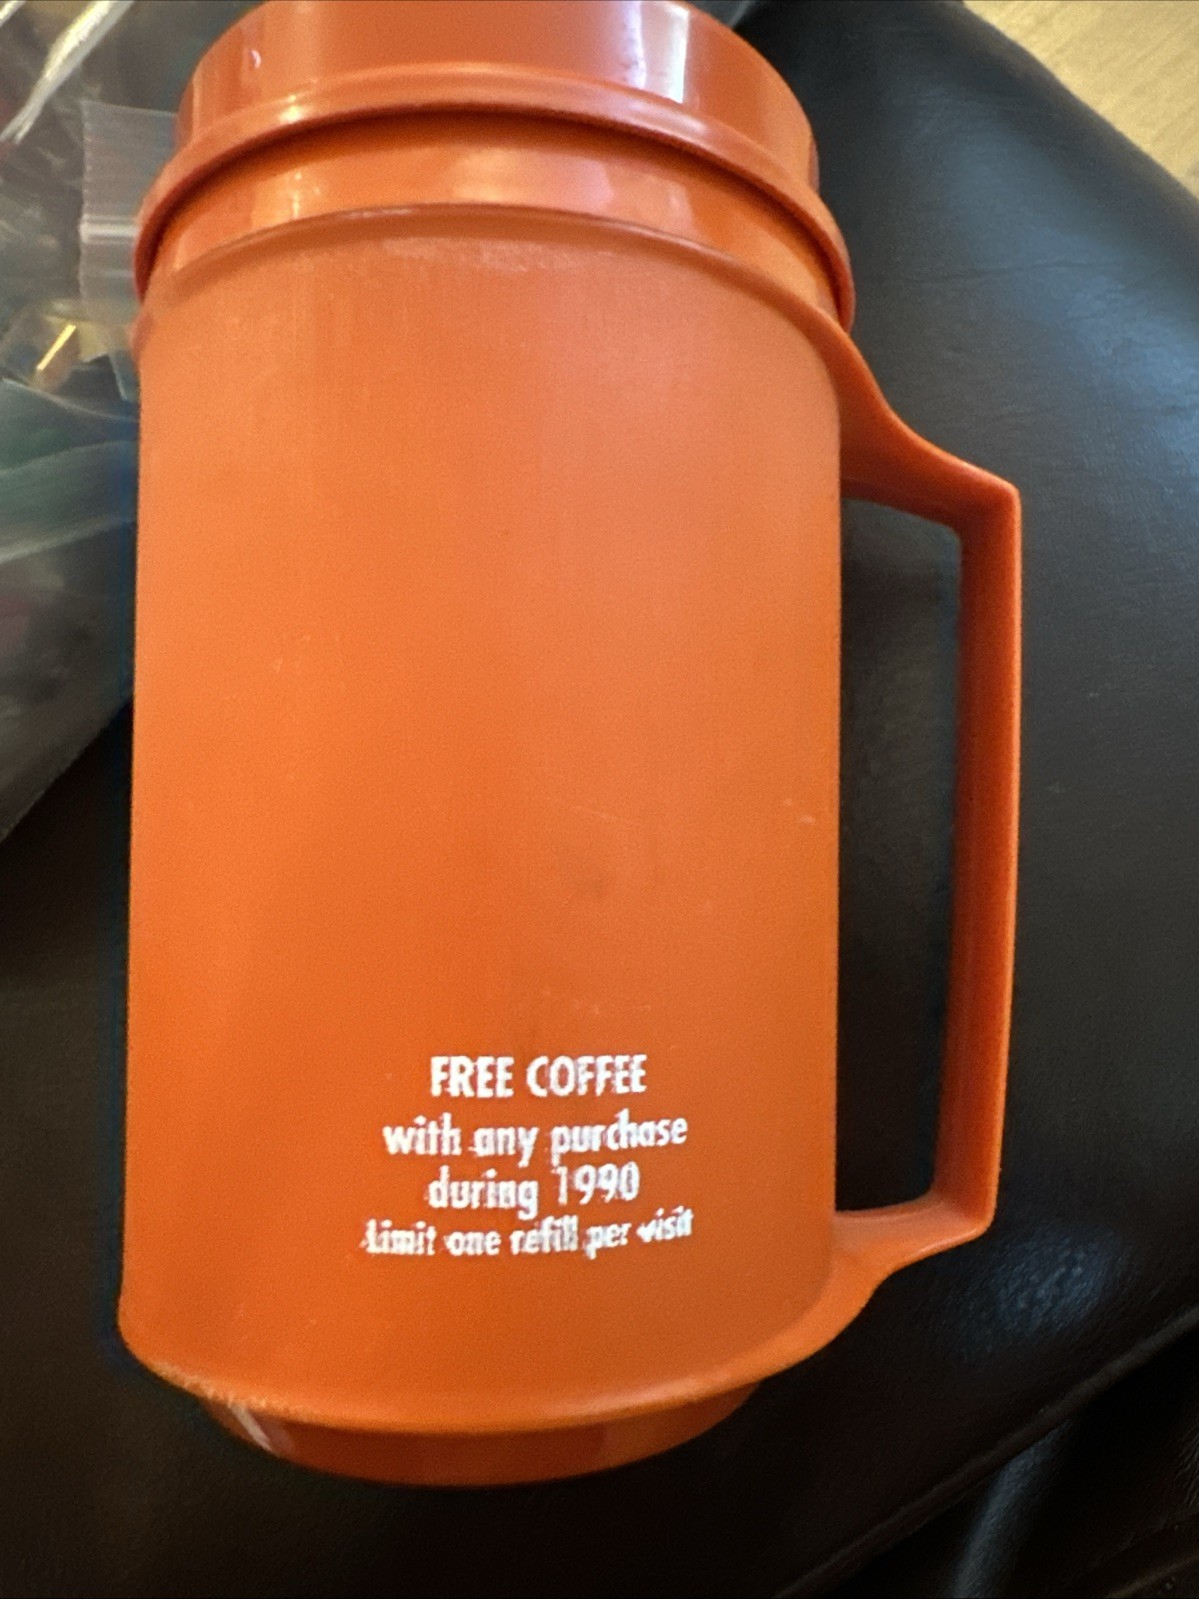 FREE COFFEE
with any purchase
during 1990
Limit one refill per visit